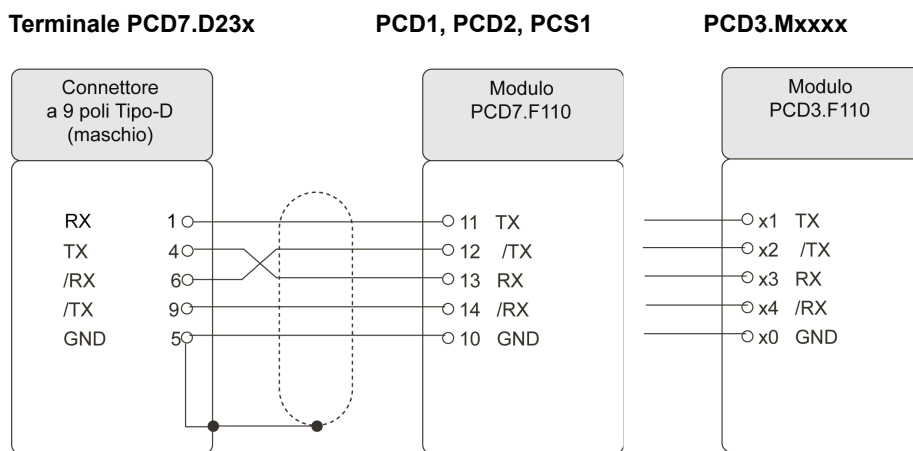 Terminale PCD7.D23x PCD1, PCD2, PCS1 PCD3.Mxxxx
Connettore
a 9 poli Tipo-D
(maschio)
Modulo
PCD7.F110
Modulo
PCD3.F110
RX 1 11 TX x1 TX
TX 4 12 /TX x2 /TX
/RX 6 13 RX x3 RX
/TX 9 14 /RX x4 /RX
GND 5 10 GND x0 GND